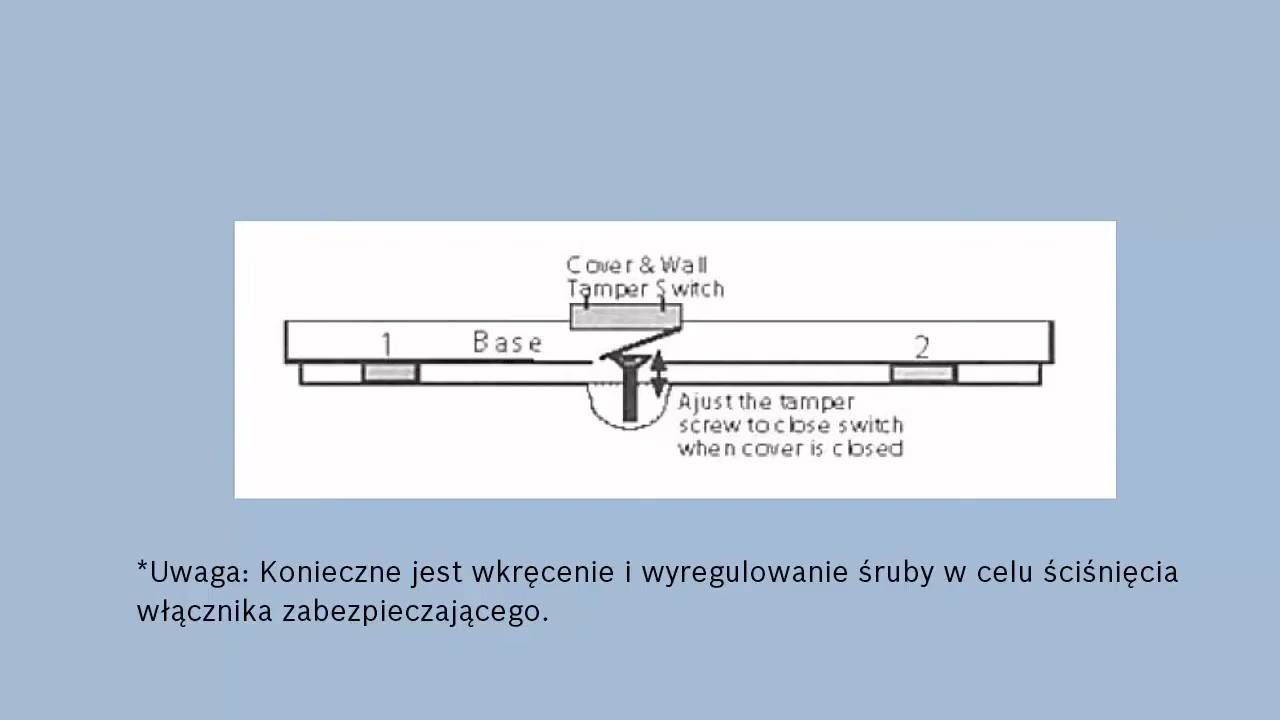 Cover & Wall
Tamper Switch
1
Base
2
Ajust the tamper
screw to close switch
when cover is closed
*Uwaga: Konieczne jest wkręcenie i wyregulowanie śruby w celu ściśnięcia
włącznika zabezpieczającego.